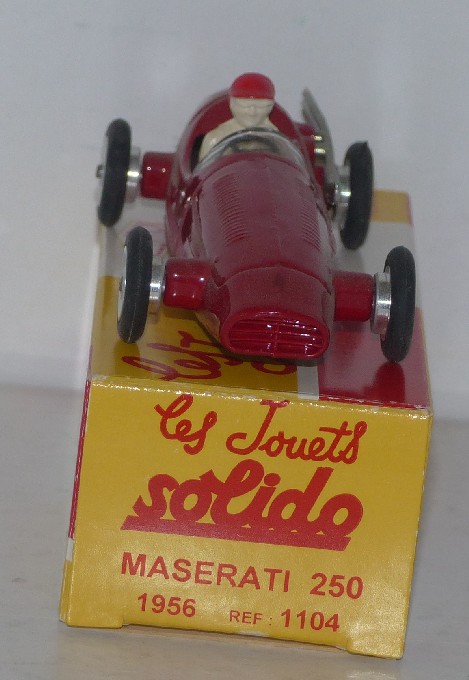 les Jouets
solido
MASERATI 250
1956 REF : 1104